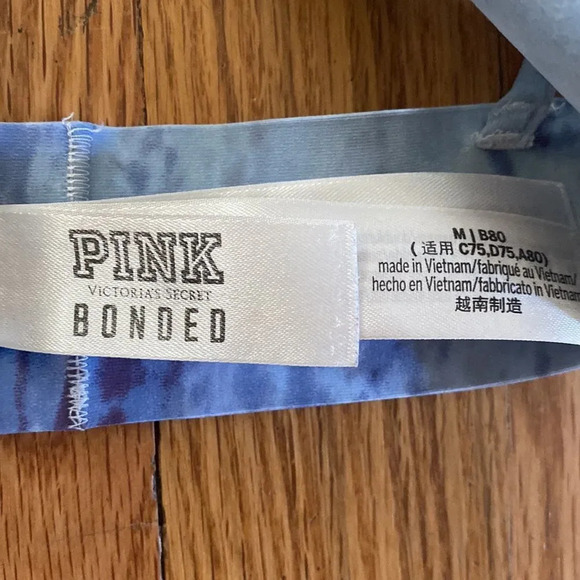 PINK
VICTORIA'S SECRET
BONDED
M | B80
( 适用 C75,D75,A80)
made in Vietnam/fabriqué au Vietnam/
hecho en Vietnam/fabbricato in Vietnam
越南制造